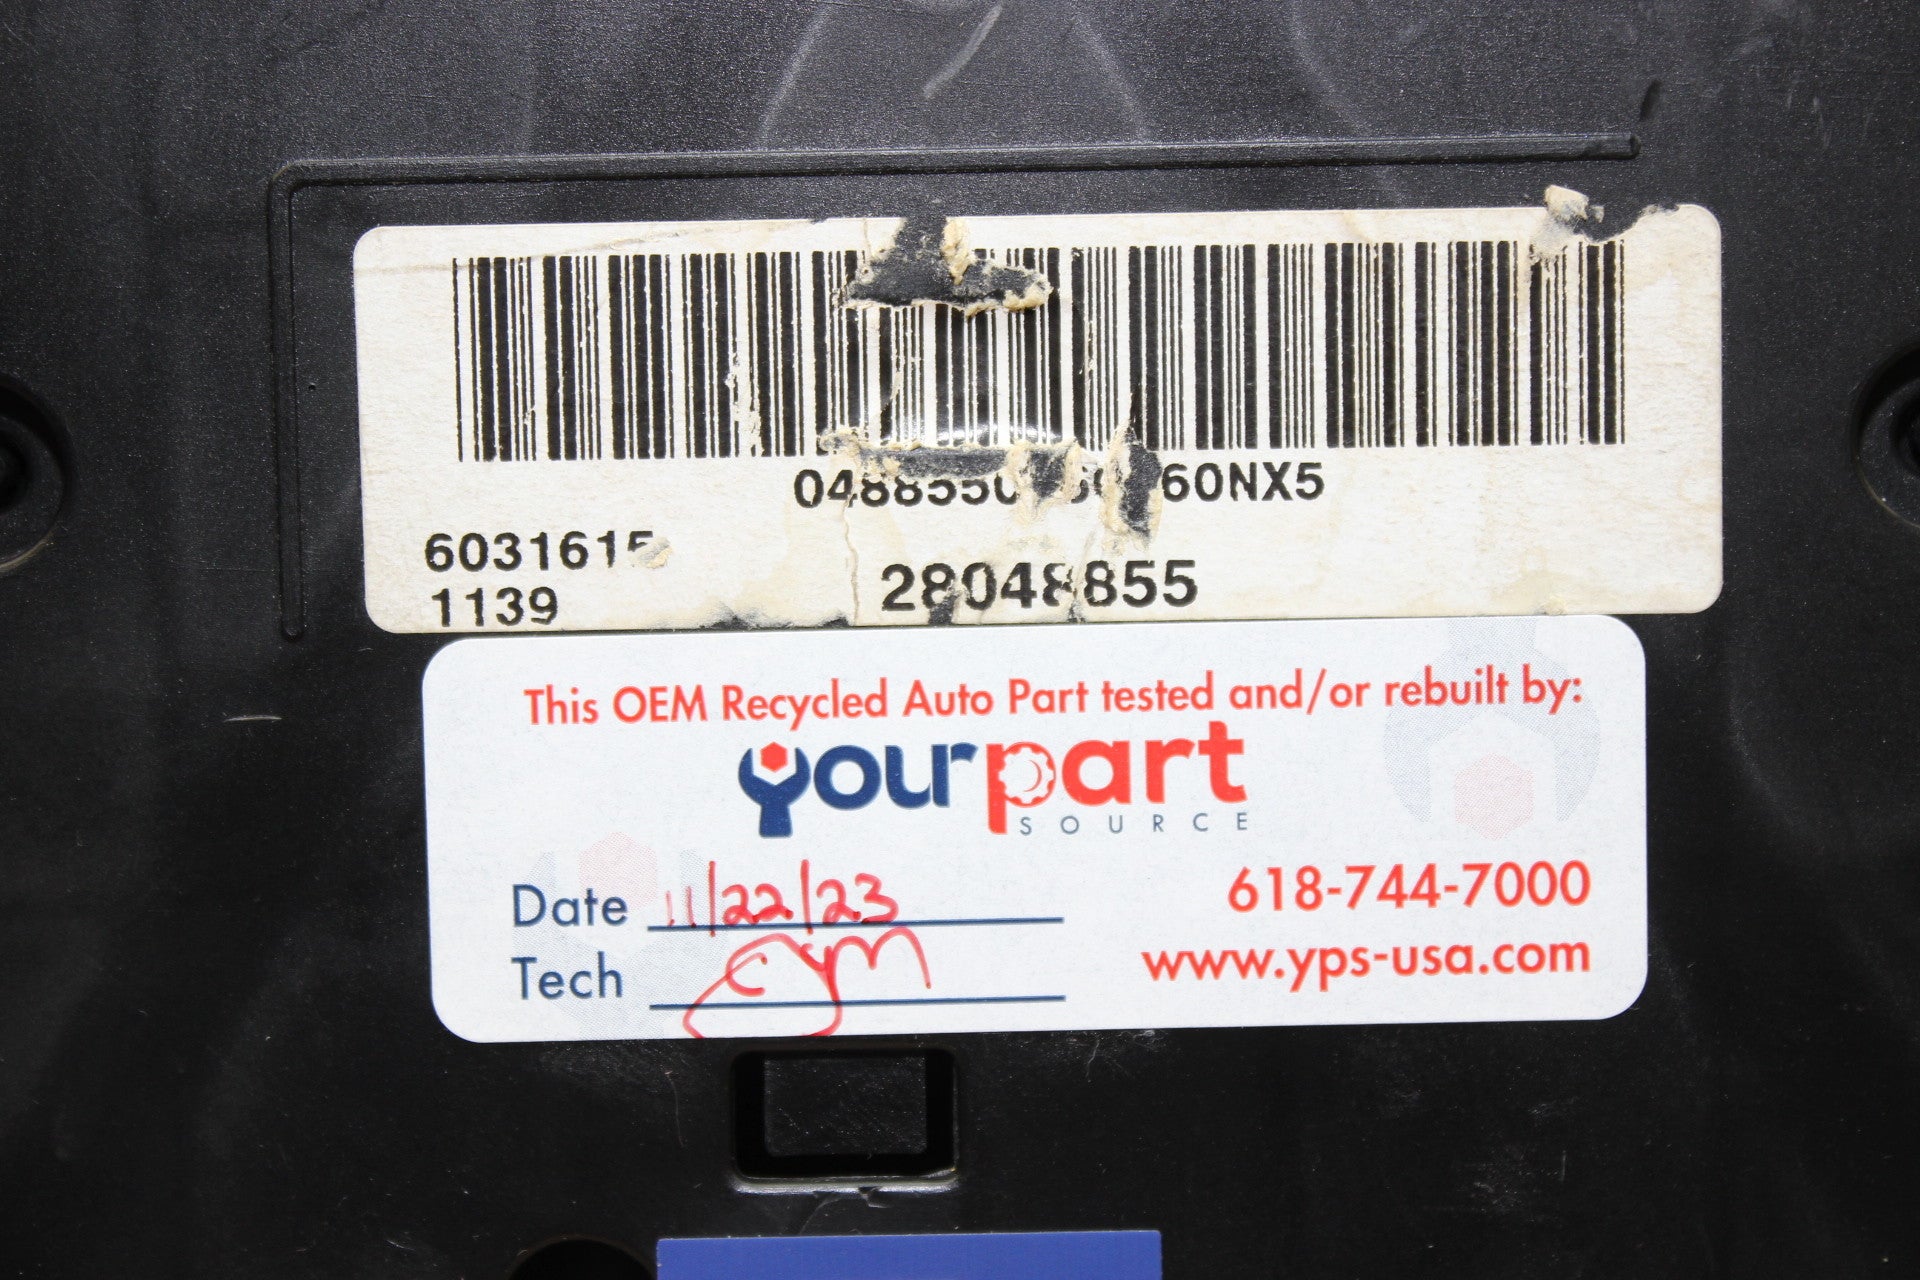 60NX5
6031615
1139
28048855
This OEM Recycled Auto Part tested and/or rebuilt by:
yourpart
SOURCE
Date 11/22/23
618-744-7000
Tech
www.yps-usa.com